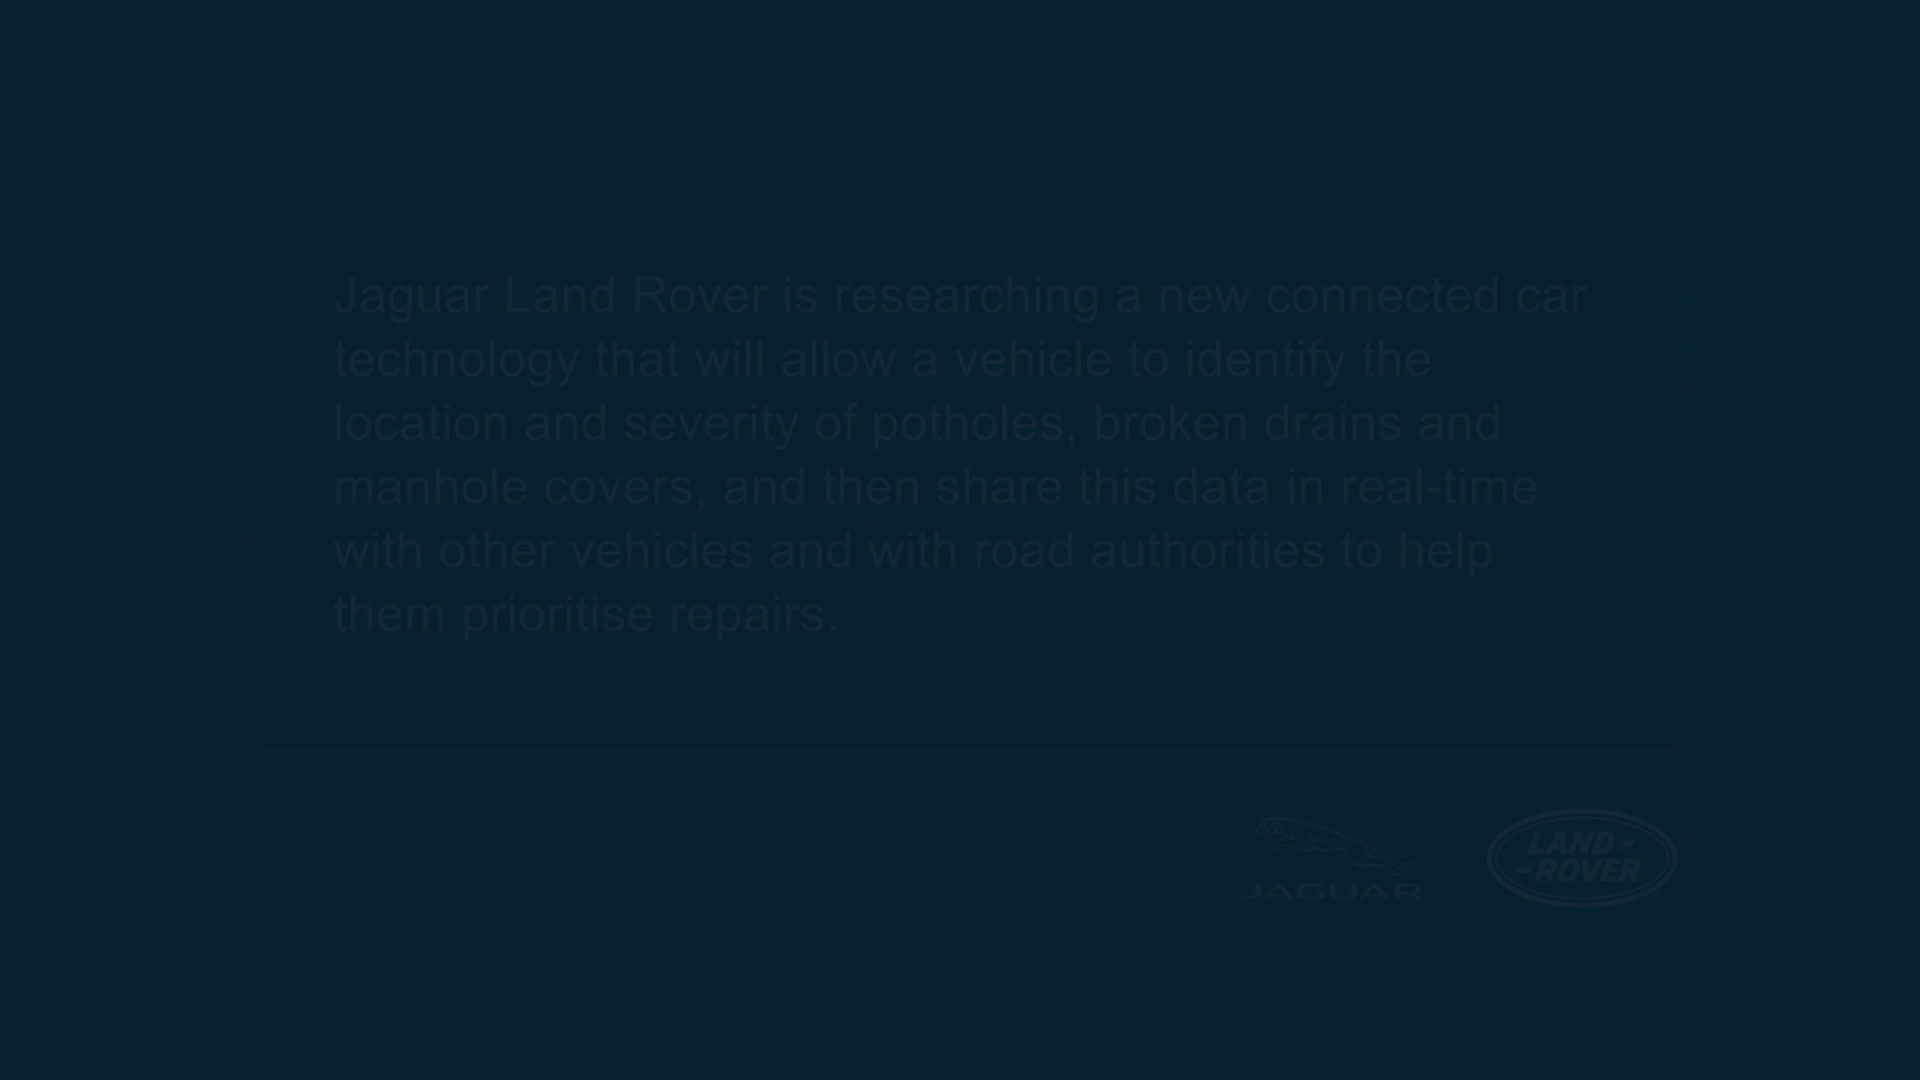 Jaguar Land Rover is researching a new connected car
technology that will allow a vehicle to identify the
location and severity of potholes, broken drains and
manhole covers, and then share this data in real-time
with other vehicles and with road authorities to help
them prioritise repairs.
JAGUAR
LAND
ROVER